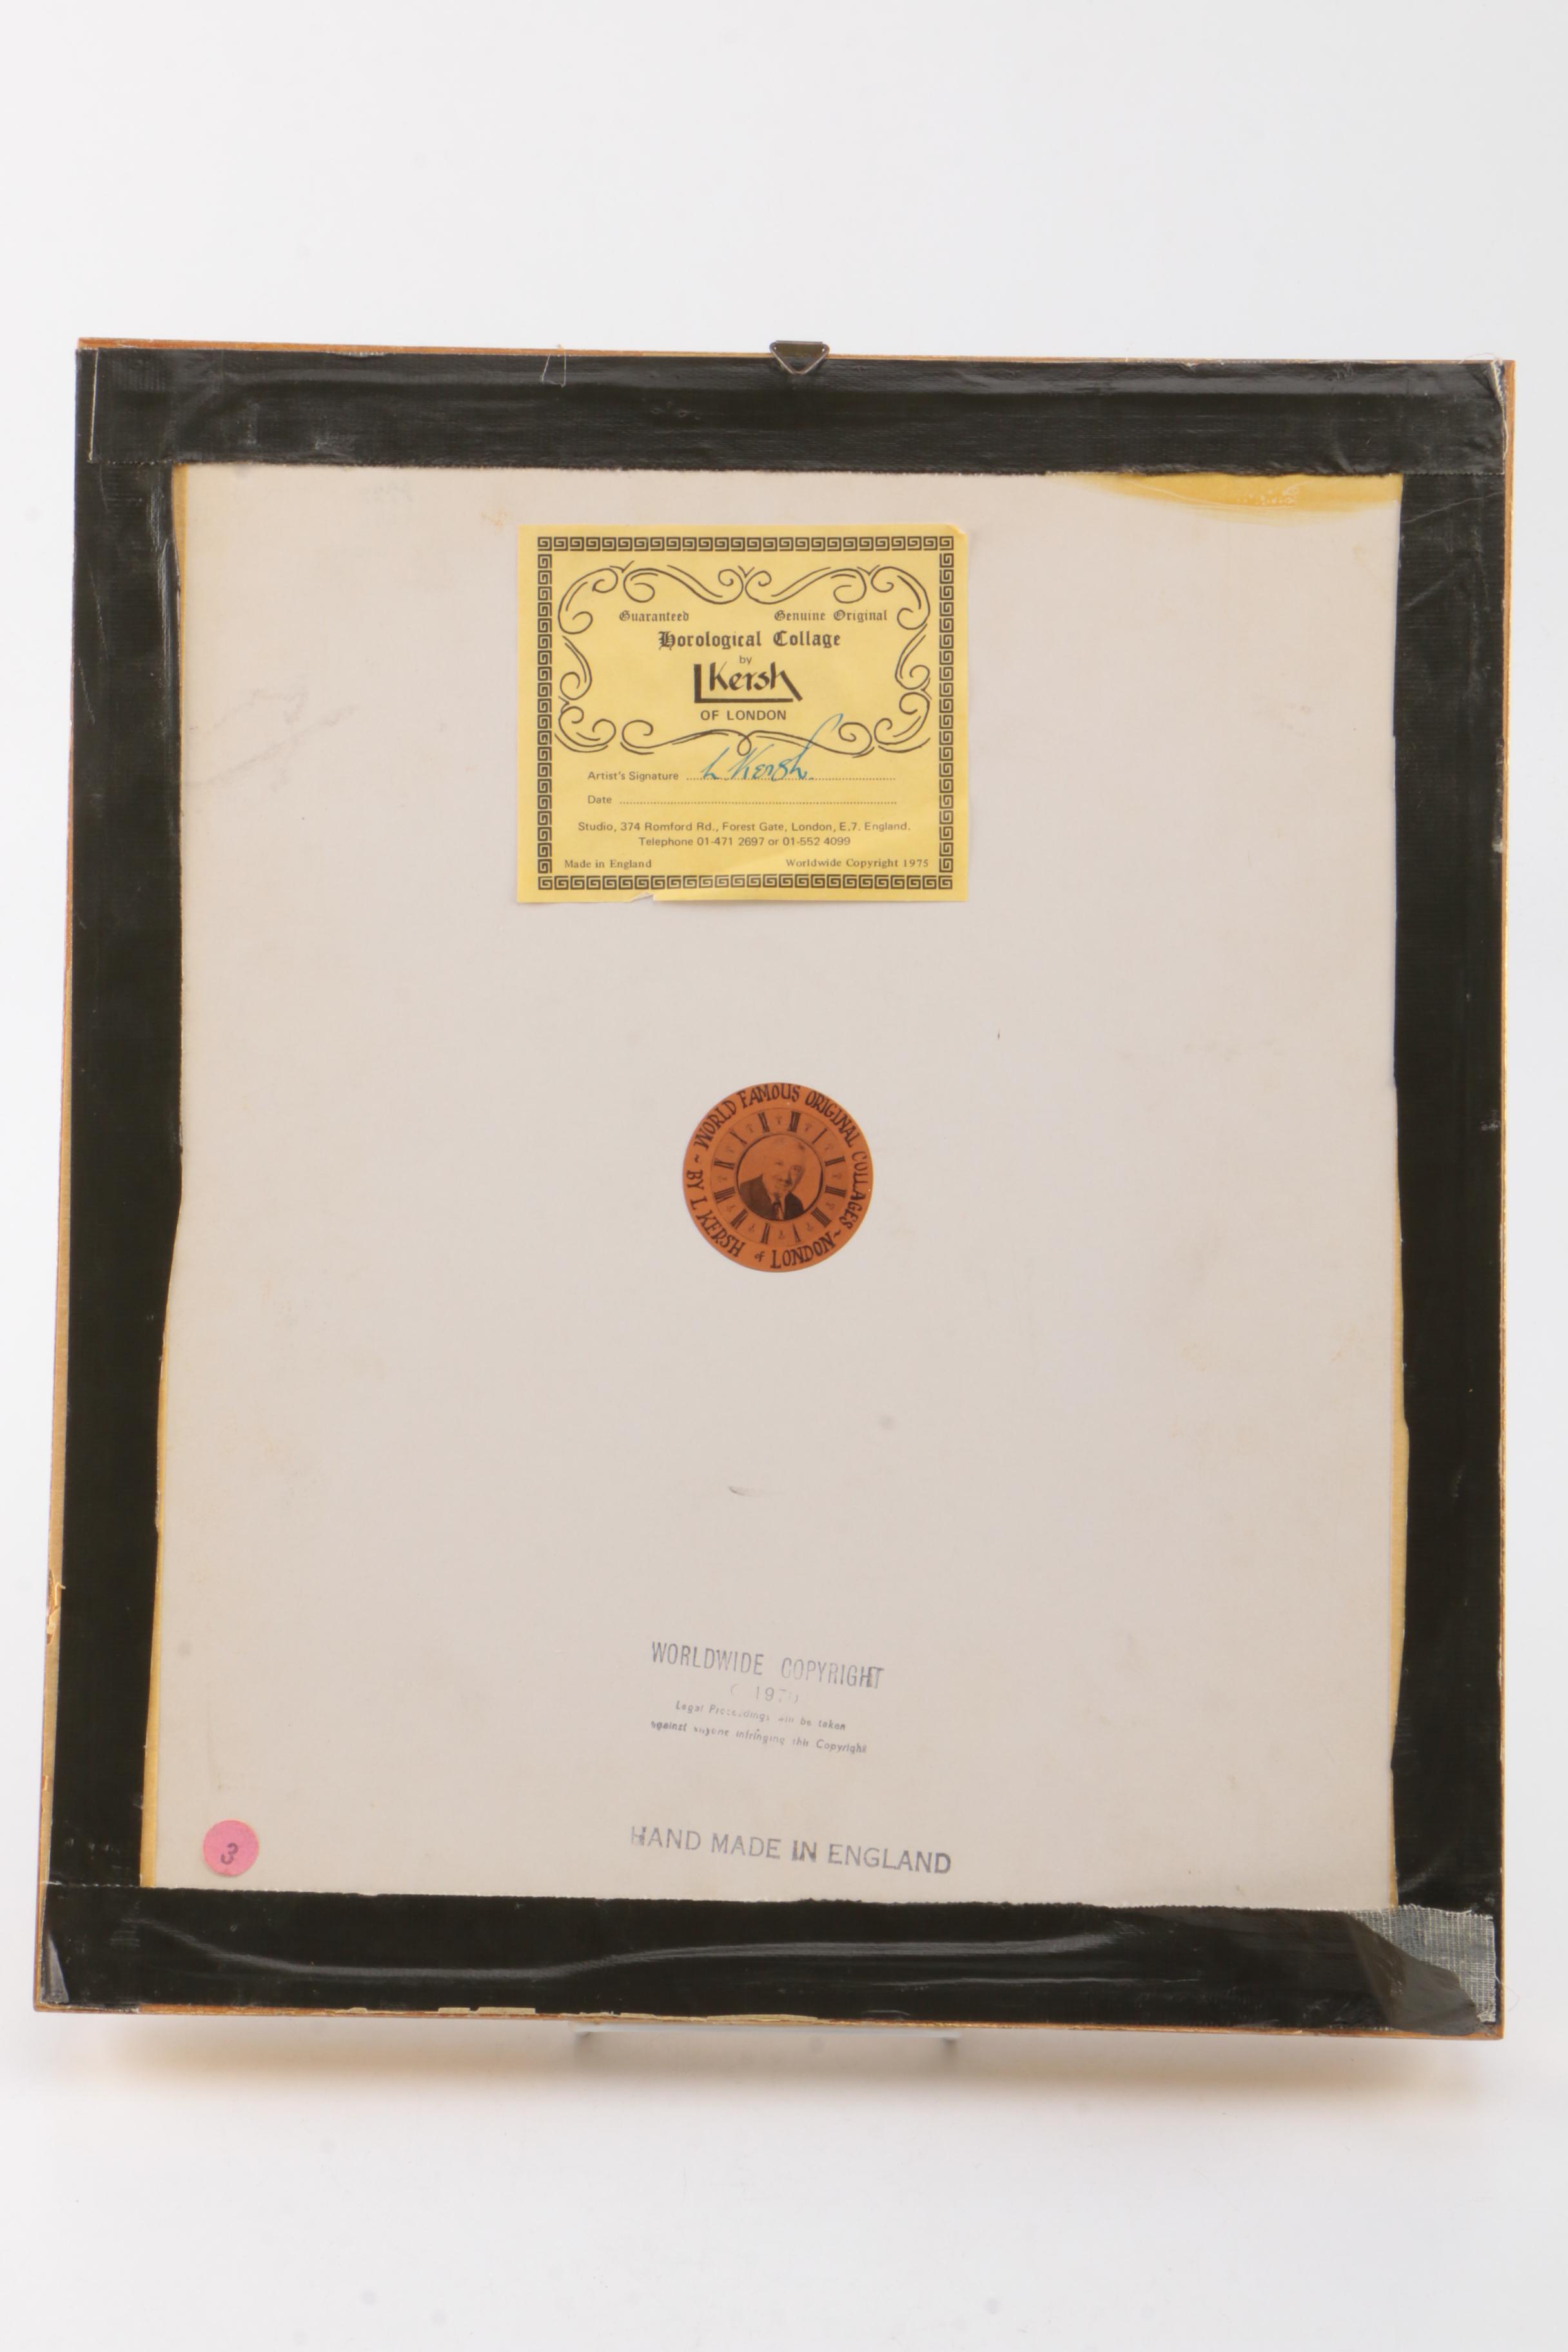 Guaranteed Genuine Original
Horological Collage
by
LKersh
OF LONDON
Artist's Signature L Kersh
Date
Studio, 374 Romford Rd., Forest Gate, London, E.7. England.
Telephone 01-471 2697 or 01-552 4099
Made in England Worldwide Copyright 1975
~ WORLD FAMOUS ORIGINAL COLLAGES ~
BY L KERSH of LONDON
WORLDWIDE COPYRIGHT
Legal Proceedings will be taken
against anyone infringing this Copyright
HAND MADE IN ENGLAND
3